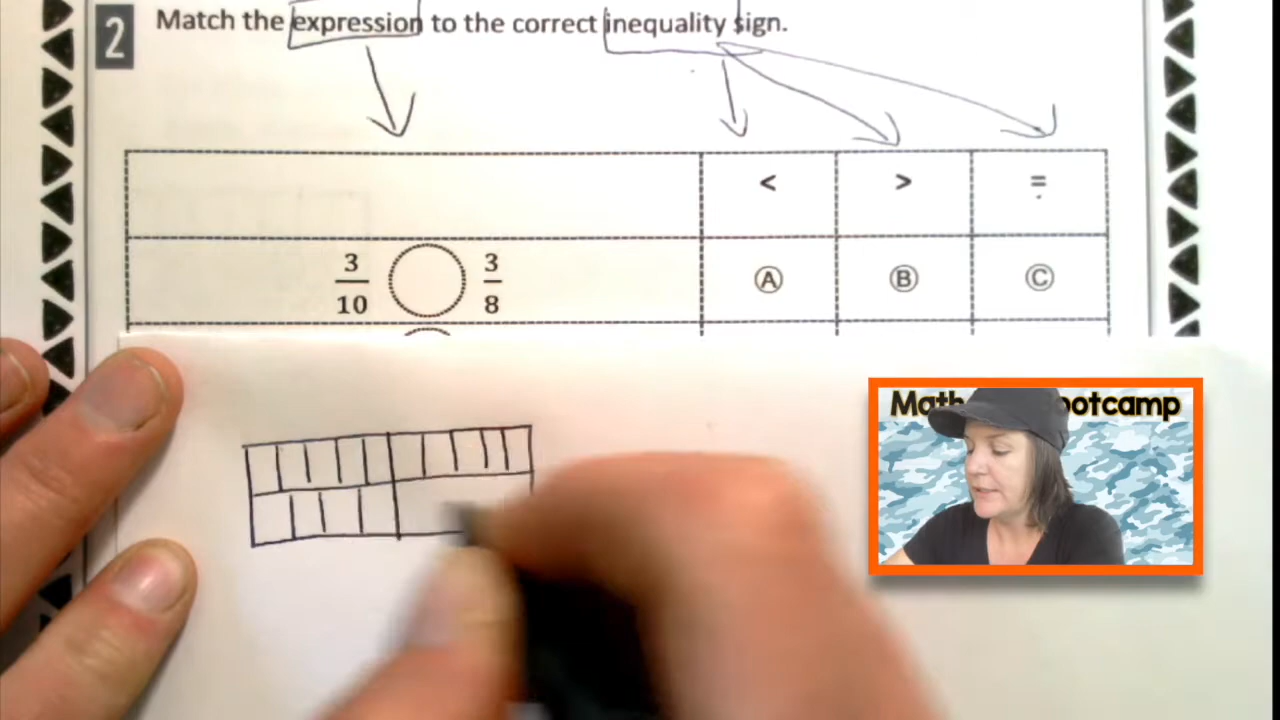 2 Match the expression to the correct inequality sign.
< > =
3/10 3/8 Ⓐ Ⓑ Ⓒ
Math ootcamp